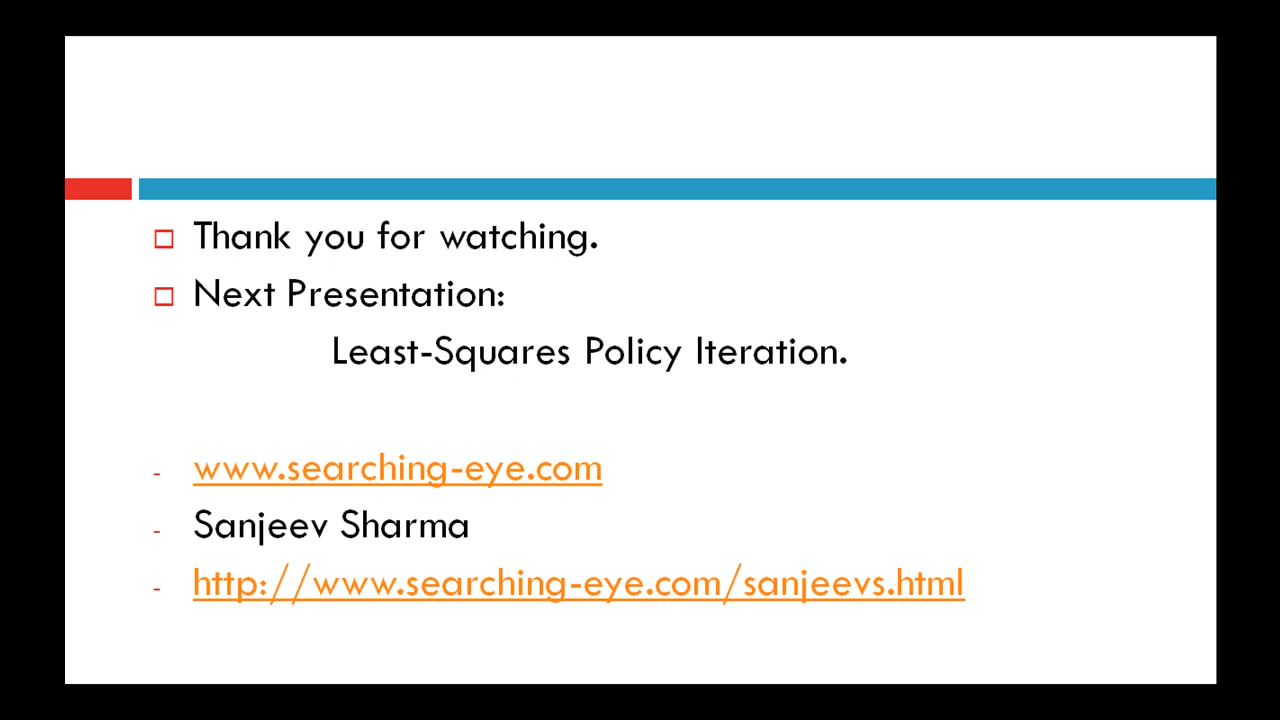 Thank you for watching.
Next Presentation:
Least-Squares Policy Iteration.
- www.searching-eye.com
- Sanjeev Sharma
- http://www.searching-eye.com/sanjeevs.html